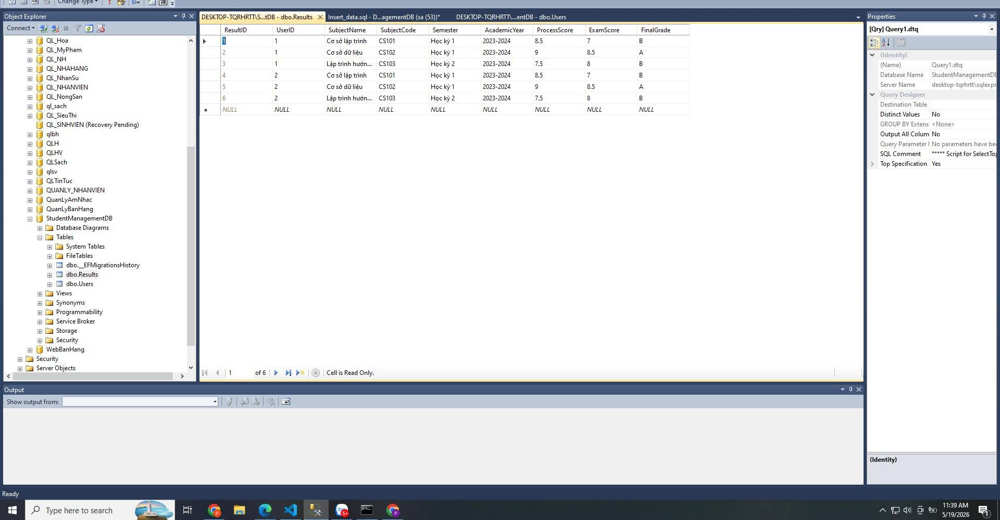 Change Type
Object Explorer
Connect
QL_Hoa
QL_MyPham
QL_NH
QL_NHAHANG
QL_NhanSu
QL_NHANVIEN
QL_NongSan
ql_sach
QL_SieuThi
QL_SINHVIEN (Recovery Pending)
qlbh
QLH
QLHV
QLSach
qlsv
QLTinTuc
QUANLY_NHANVIEN
QuanLyAmNhac
QuanLyBanHang
StudentManagementDB
Database Diagrams
Tables
System Tables
FileTables
dbo.__EFMigrationsHistory
dbo.Results
dbo.Users
Views
Synonyms
Programmability
Service Broker
Storage
Security
WebBanHang
Security
Server Objects
DESKTOP-TQRHRTT\S...tDB - dbo.Results Insert_data.sql - D...agementDB (sa (53))* DESKTOP-TQRHRTT\...entDB - dbo.Users
ResultID UserID SubjectName SubjectCode Semester AcademicYear ProcessScore ExamScore FinalGrade
1 1 Cơ sở lập trình CS101 Học kỳ 1 2023-2024 8.5 7 B
2 1 Cơ sở dữ liệu CS102 Học kỳ 1 2023-2024 9 8.5 A
3 1 Lập trình hướn... CS103 Học kỳ 2 2023-2024 7.5 8 B
4 2 Cơ sở lập trình CS101 Học kỳ 1 2023-2024 8.5 7 B
5 2 Cơ sở dữ liệu CS102 Học kỳ 1 2023-2024 9 8.5 A
6 2 Lập trình hướn... CS103 Học kỳ 2 2023-2024 7.5 8 B
NULL NULL NULL NULL NULL NULL NULL NULL NULL
1 of 6 Cell is Read Only.
Properties
[Qry] Query1.dtq
(Identity)
(Name) Query1.dtq
Database Name StudentManagementDB
Server Name desktop-tqrhrtt\sqlexpr
Query Designer
Destination Table
Distinct Values No
GROUP BY Extens <None>
Output All Colum No
Query Parameter No parameters have bee
SQL Comment ***** Script for SelectTop
Top Specification Yes
(Identity)
Output
Show output from:
Ready
Type here to search
5+
11:39 AM
5/19/2026
1